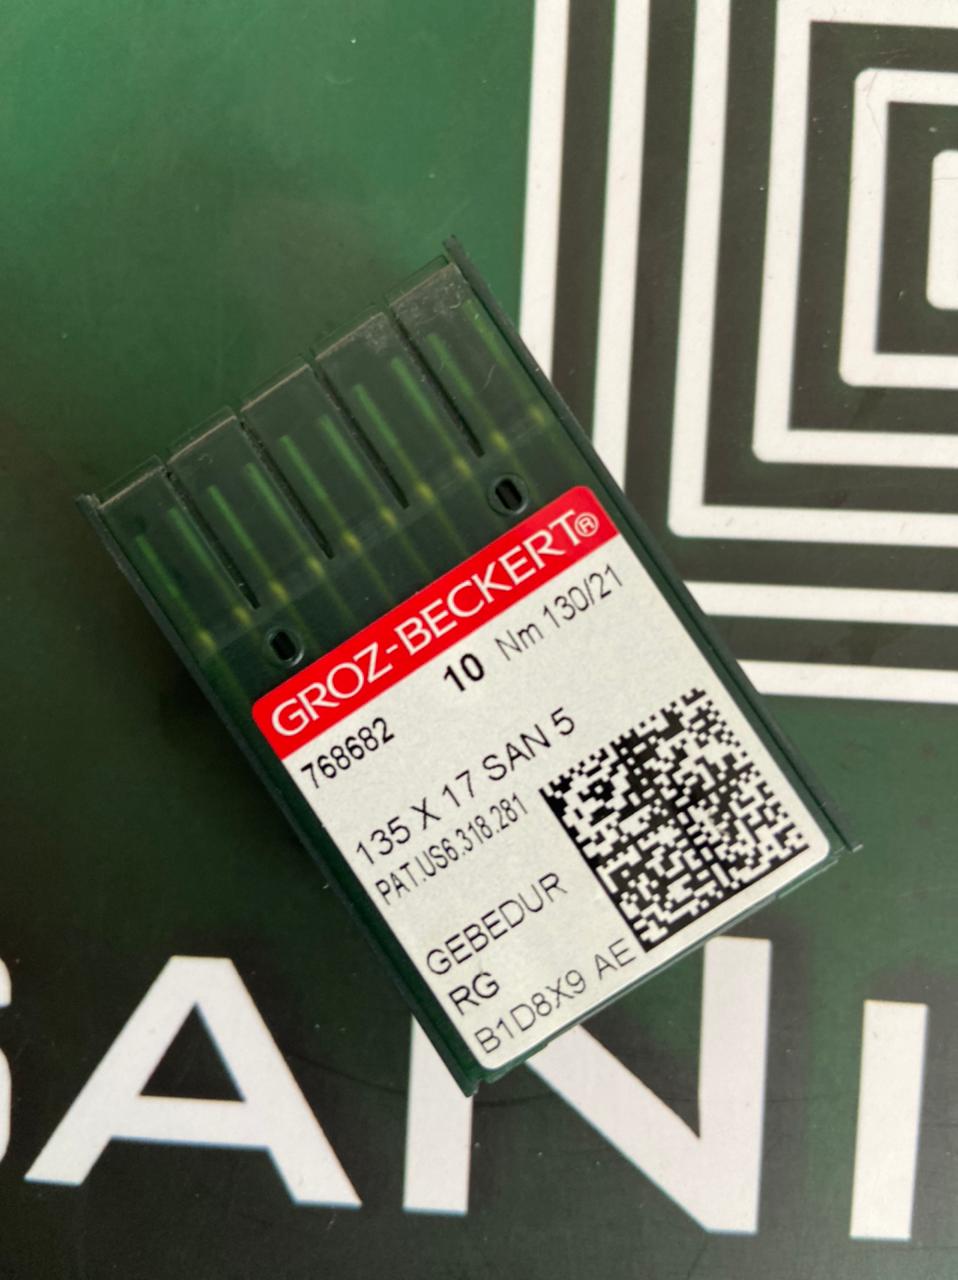 GROZ-BECKERT®
10 Nm 130/21
768682
135 X 17 SAN 5
PAT.US6.318.281
GEBEDUR
RG
B1D8X9 AE
SANI